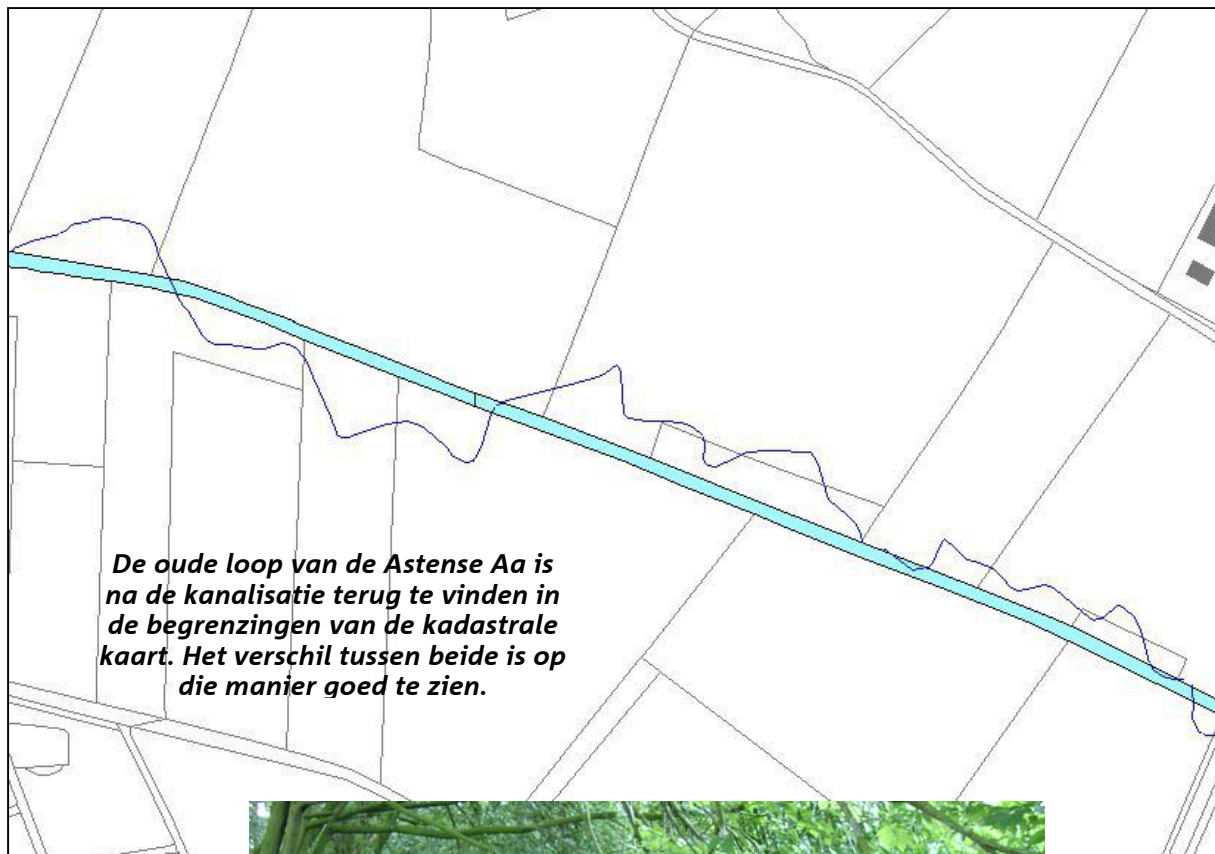 De oude loop van de Astense Aa is
na de kanalisatie terug te vinden in
de begrenzingen van de kadastrale
kaart. Het verschil tussen beide is op
die manier goed te zien.